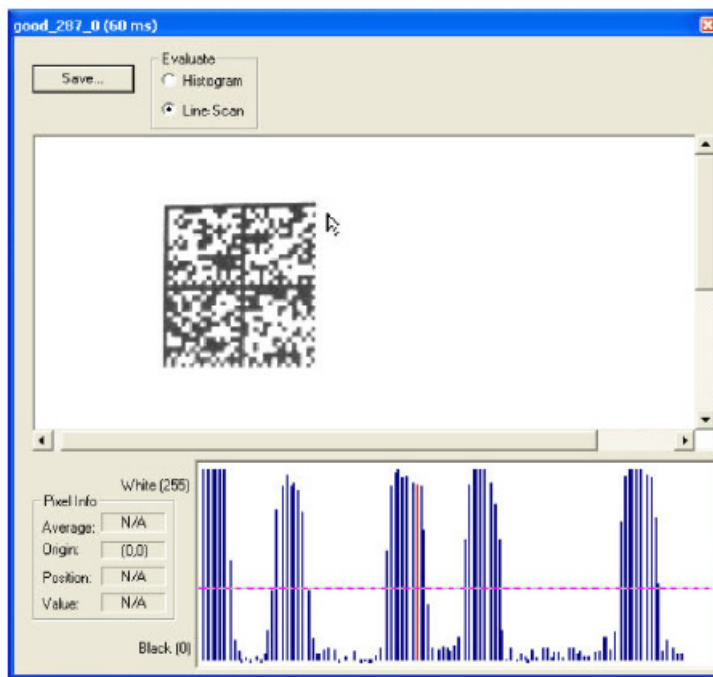 good_287_0 (60 ms)
Save...
Evaluate
Histogram
Line-Scan
White (255)
Pixel Info
Average: N/A
Origin: (0,0)
Position: N/A
Value: N/A
Black (0)